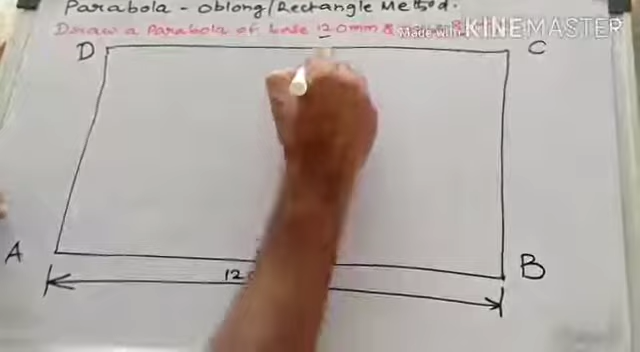 Parabola - Oblong/Rectangle Method.
Draw a Parabola of base 120mm &
Made with KINEMASTER
D
C
A
B
12